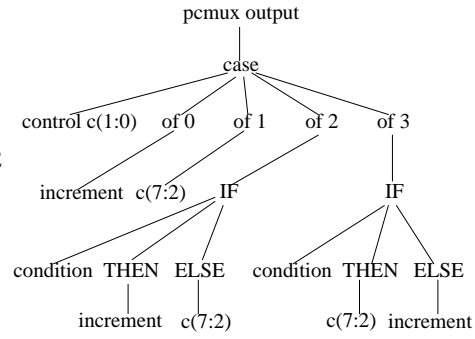 pcmux output
case
control c(1:0) of 0 of 1 of 2 of 3
increment c(7:2) IF IF
condition THEN ELSE condition THEN ELSE
increment c(7:2) c(7:2) increment